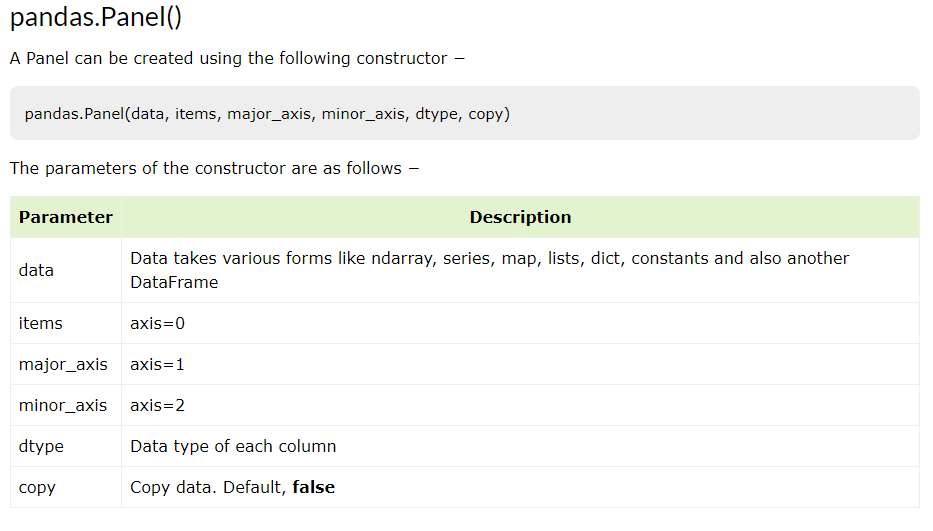 pandas.Panel()
A Panel can be created using the following constructor −
pandas.Panel(data, items, major_axis, minor_axis, dtype, copy)
The parameters of the constructor are as follows −
Parameter Description
data Data takes various forms like ndarray, series, map, lists, dict, constants and also another
DataFrame
items axis=0
major_axis axis=1
minor_axis axis=2
dtype Data type of each column
copy Copy data. Default, false